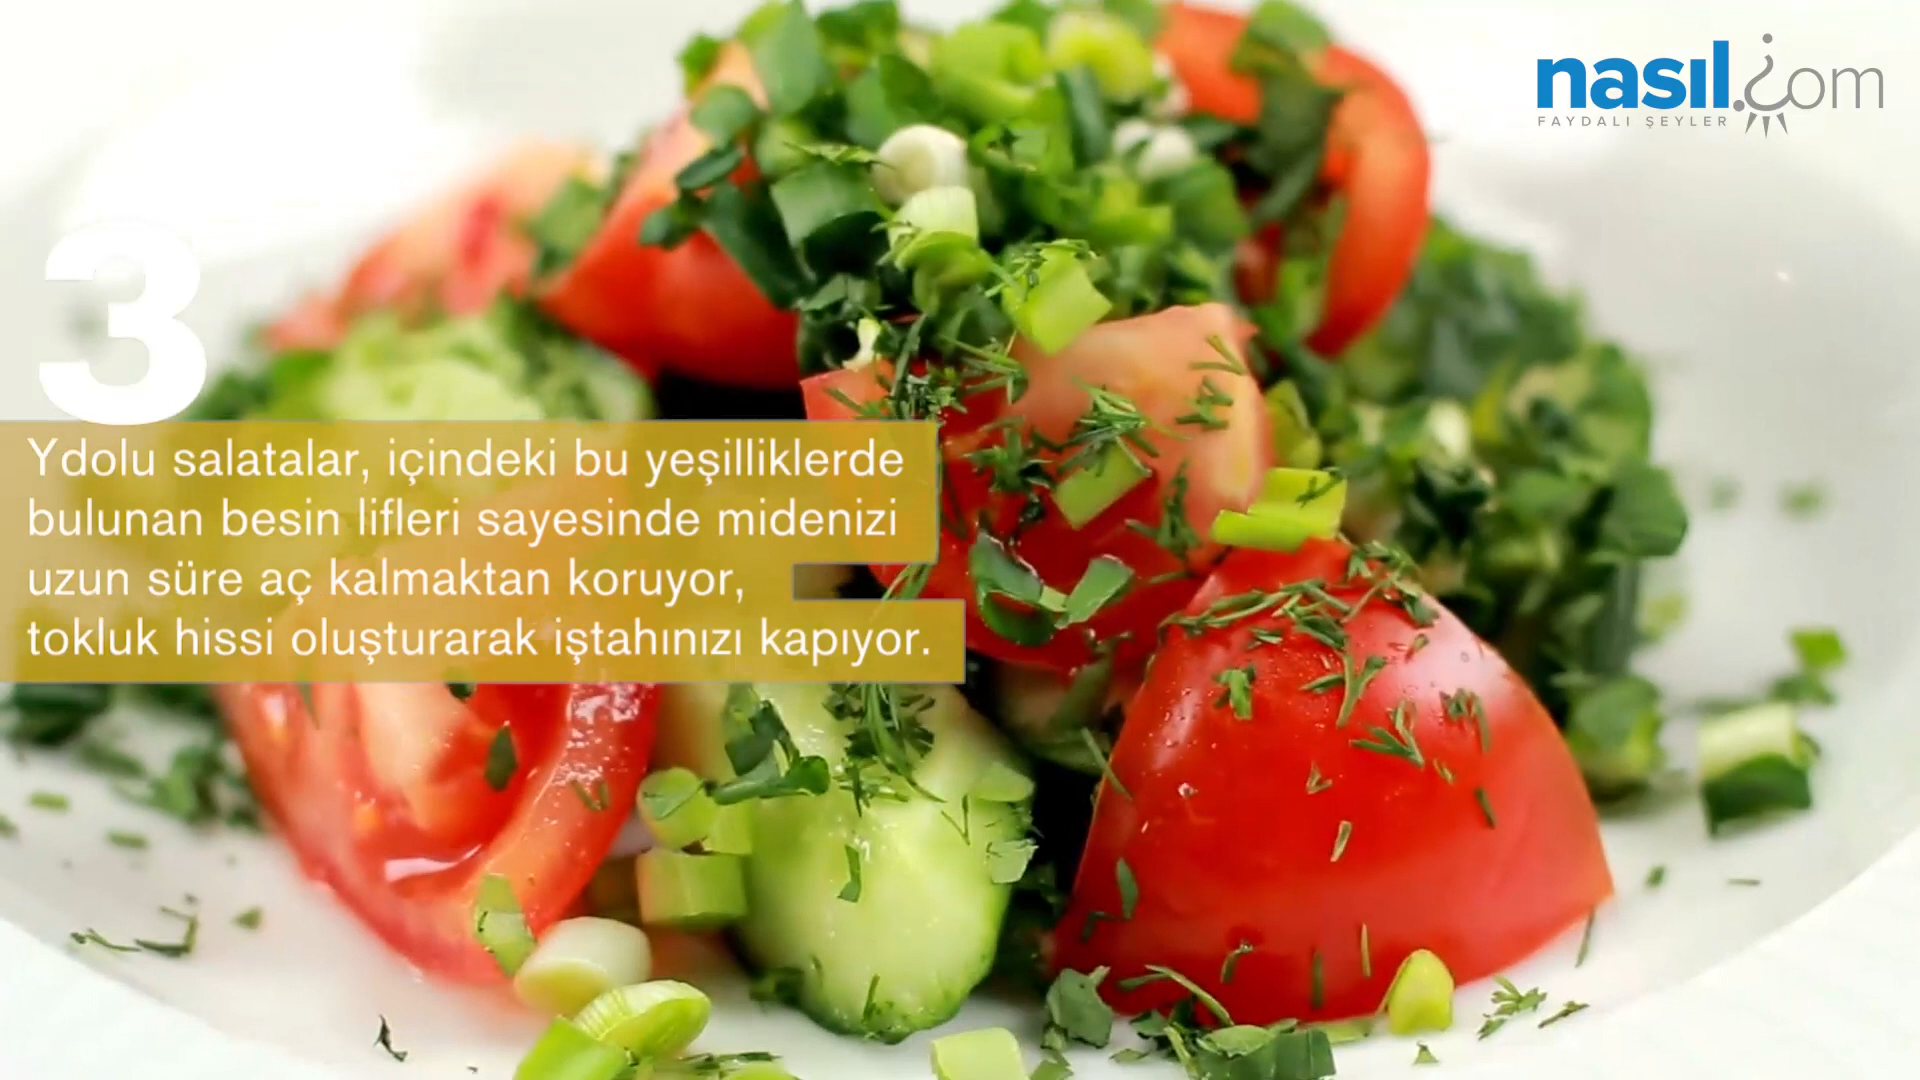 nasıl.com
FAYDALI ŞEYLER
3
Ydolu salatalar, içindeki bu yeşilliklerde
bulunan besin lifleri sayesinde midenizi
uzun süre aç kalmaktan koruyor,
tokluk hissi oluşturarak iştahınızı kapıyor.